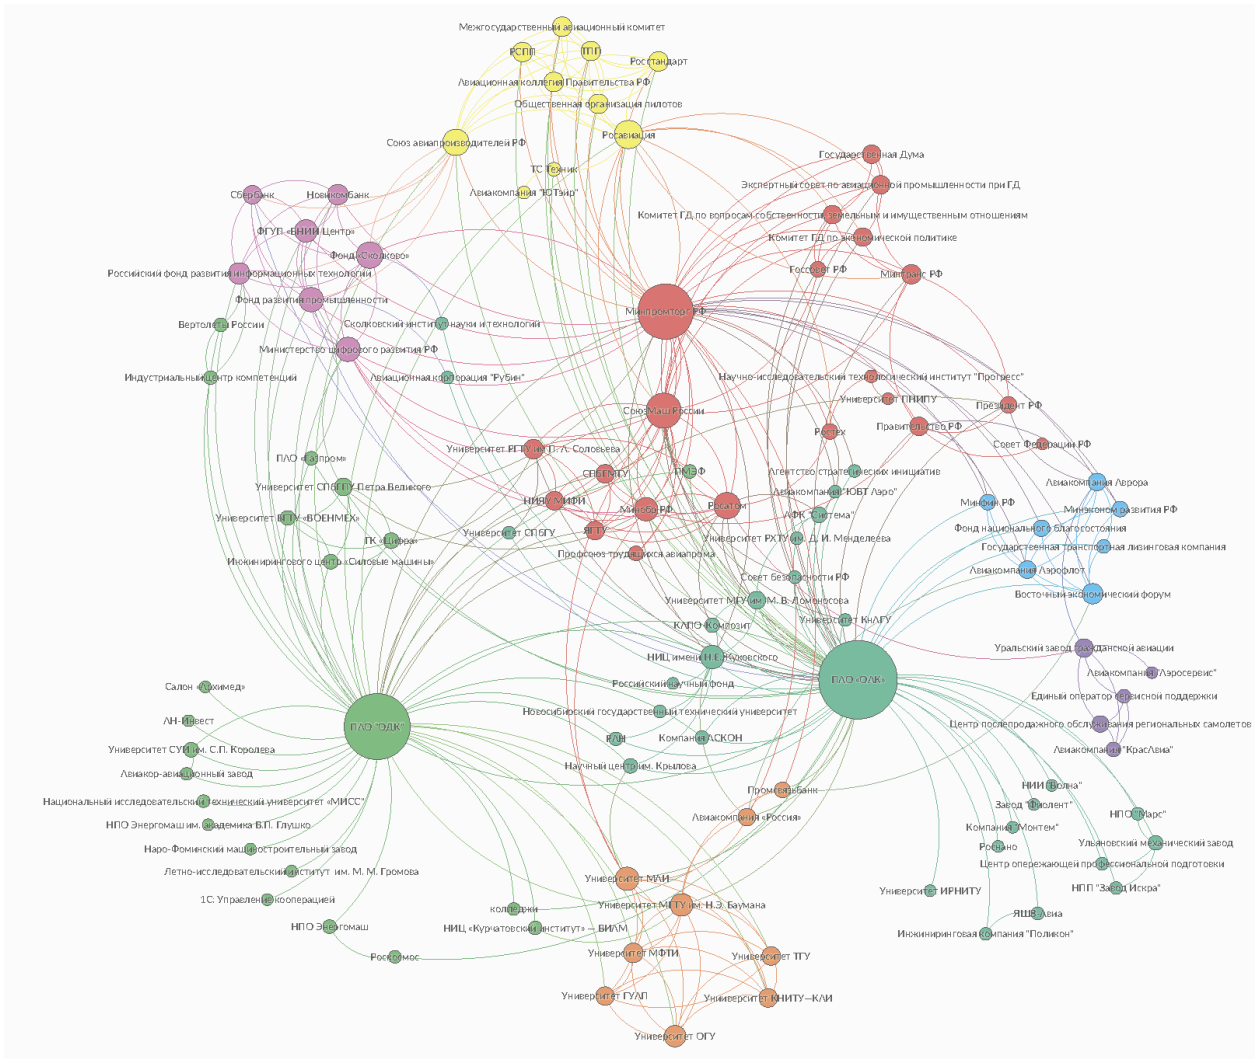 Межгосударственный авиационный комитет
РСПП
ТПП
Росстандарт
Авиационная коллегия Правительства РФ
Общественная организация пилотов
Росавиация
Союз авиапроизводителей РФ
Государственная Дума
ТС Техник
Экспертный совет по авиационной промышленности при ГД
Авиакомпания "ЮТэйр"
Сбербанк
Новикомбанк
Комитет ГД по вопросам собственности, земельным и имущественным отношениям
ФГУП «ВНИИ Центр»
Комитет ГД по экономической политике
Фонд «Сколково»
Госсовет РФ
Минтранс РФ
Российский фонд развития информационных технологий
Фонд развития промышленности
Минпромторг РФ
Вертолеты России
Сколковский институт науки и технологий
Министерство цифрового развития РФ
Индустриальный центр компетенций
Авиационная корпорация "Рубин"
Научно-исследовательский технологический институт "Прогресс"
Университет ПНИПУ
Президент РФ
СоюзМаш России
Ростех
Правительство РФ
Совет Федерации РФ
Университет РГТУ им П. А. Соловьева
ПАО «Газпром»
СПБГМТУ
ПМЭФ
Агентство стратегических инициатив
Авиакомпания Аврора
Университет СПБГПУ Петра Великого
Авиакомпания "ЮВТ Аэро"
НИЯУ МИФИ
Минобр РФ
Росатом
Минфин РФ
Минэконом развития РФ
АФК "Система"
Университет БГТУ «ВОЕНМЕХ»
Университет СПБГУ
ЯГТУ
Фонд национального благосостояния
ГК «Цифра»
Университет РХТУ им. Д. И. Менделеева
Государственная транспортная лизинговая компания
Профсоюз трудящихся авиапрома
Инжинирингового центр «Силовые машины»
Авиакомпания Аэрофлот
Совет безопасности РФ
Восточный экономический форум
Университет МГУ им. М. В. Ломоносова
КАПО-Композит
Университет КнАГУ
Уральский завод гражданской авиации
НИЦ имени Н.Е. Жуковского
Авиакомпания "Аэросервис"
ПАО «ОАК»
Российский научный фонд
Салон «Архимед»
Единый оператор сервисной поддержки
Новосибирский государственный технический университет
АН-Инвест
ПАО "ОДК"
Центр послепродажного обслуживания региональных самолетов
РАН
Компания АСКОН
Университет СУИ им. С.П. Королева
Авиакомпания "КрасАвиа"
Научный центр им. Крылова
Авиакор-авиационный завод
Промсвязьбанк
НИИ "Волна"
Национальный исследовательский технический университет «МИСС"
Завод "Фиолент"
НПО "Марс"
Авиакомпания «Россия»
НПО Энергомаш им. академика В.П. Глушко
Компания "Монтем"
Наро-Фоминский машиностроительный завод
Роснано
Ульяновский механический завод
Центр опережающей профессиональной подготовки
Летно-исследовательский институт им. М. М. Громова
Университет МАИ
Университет ИРНИТУ
НПП "Завод Искра"
1С: Управление кооперацией
Университет МГТУ им. Н.Э. Баумана
колледжи
ЯШЗ-Авиа
НПО Энергомаш
НИЦ «Курчатовский институт» — ВИАМ
Инжиниринговая компания "Поликон"
Университет МФТИ
Университет ТГУ
Роскосмос
Университет ГУАП
Универиситет КНИТУ—КАИ
Университет ОГУ